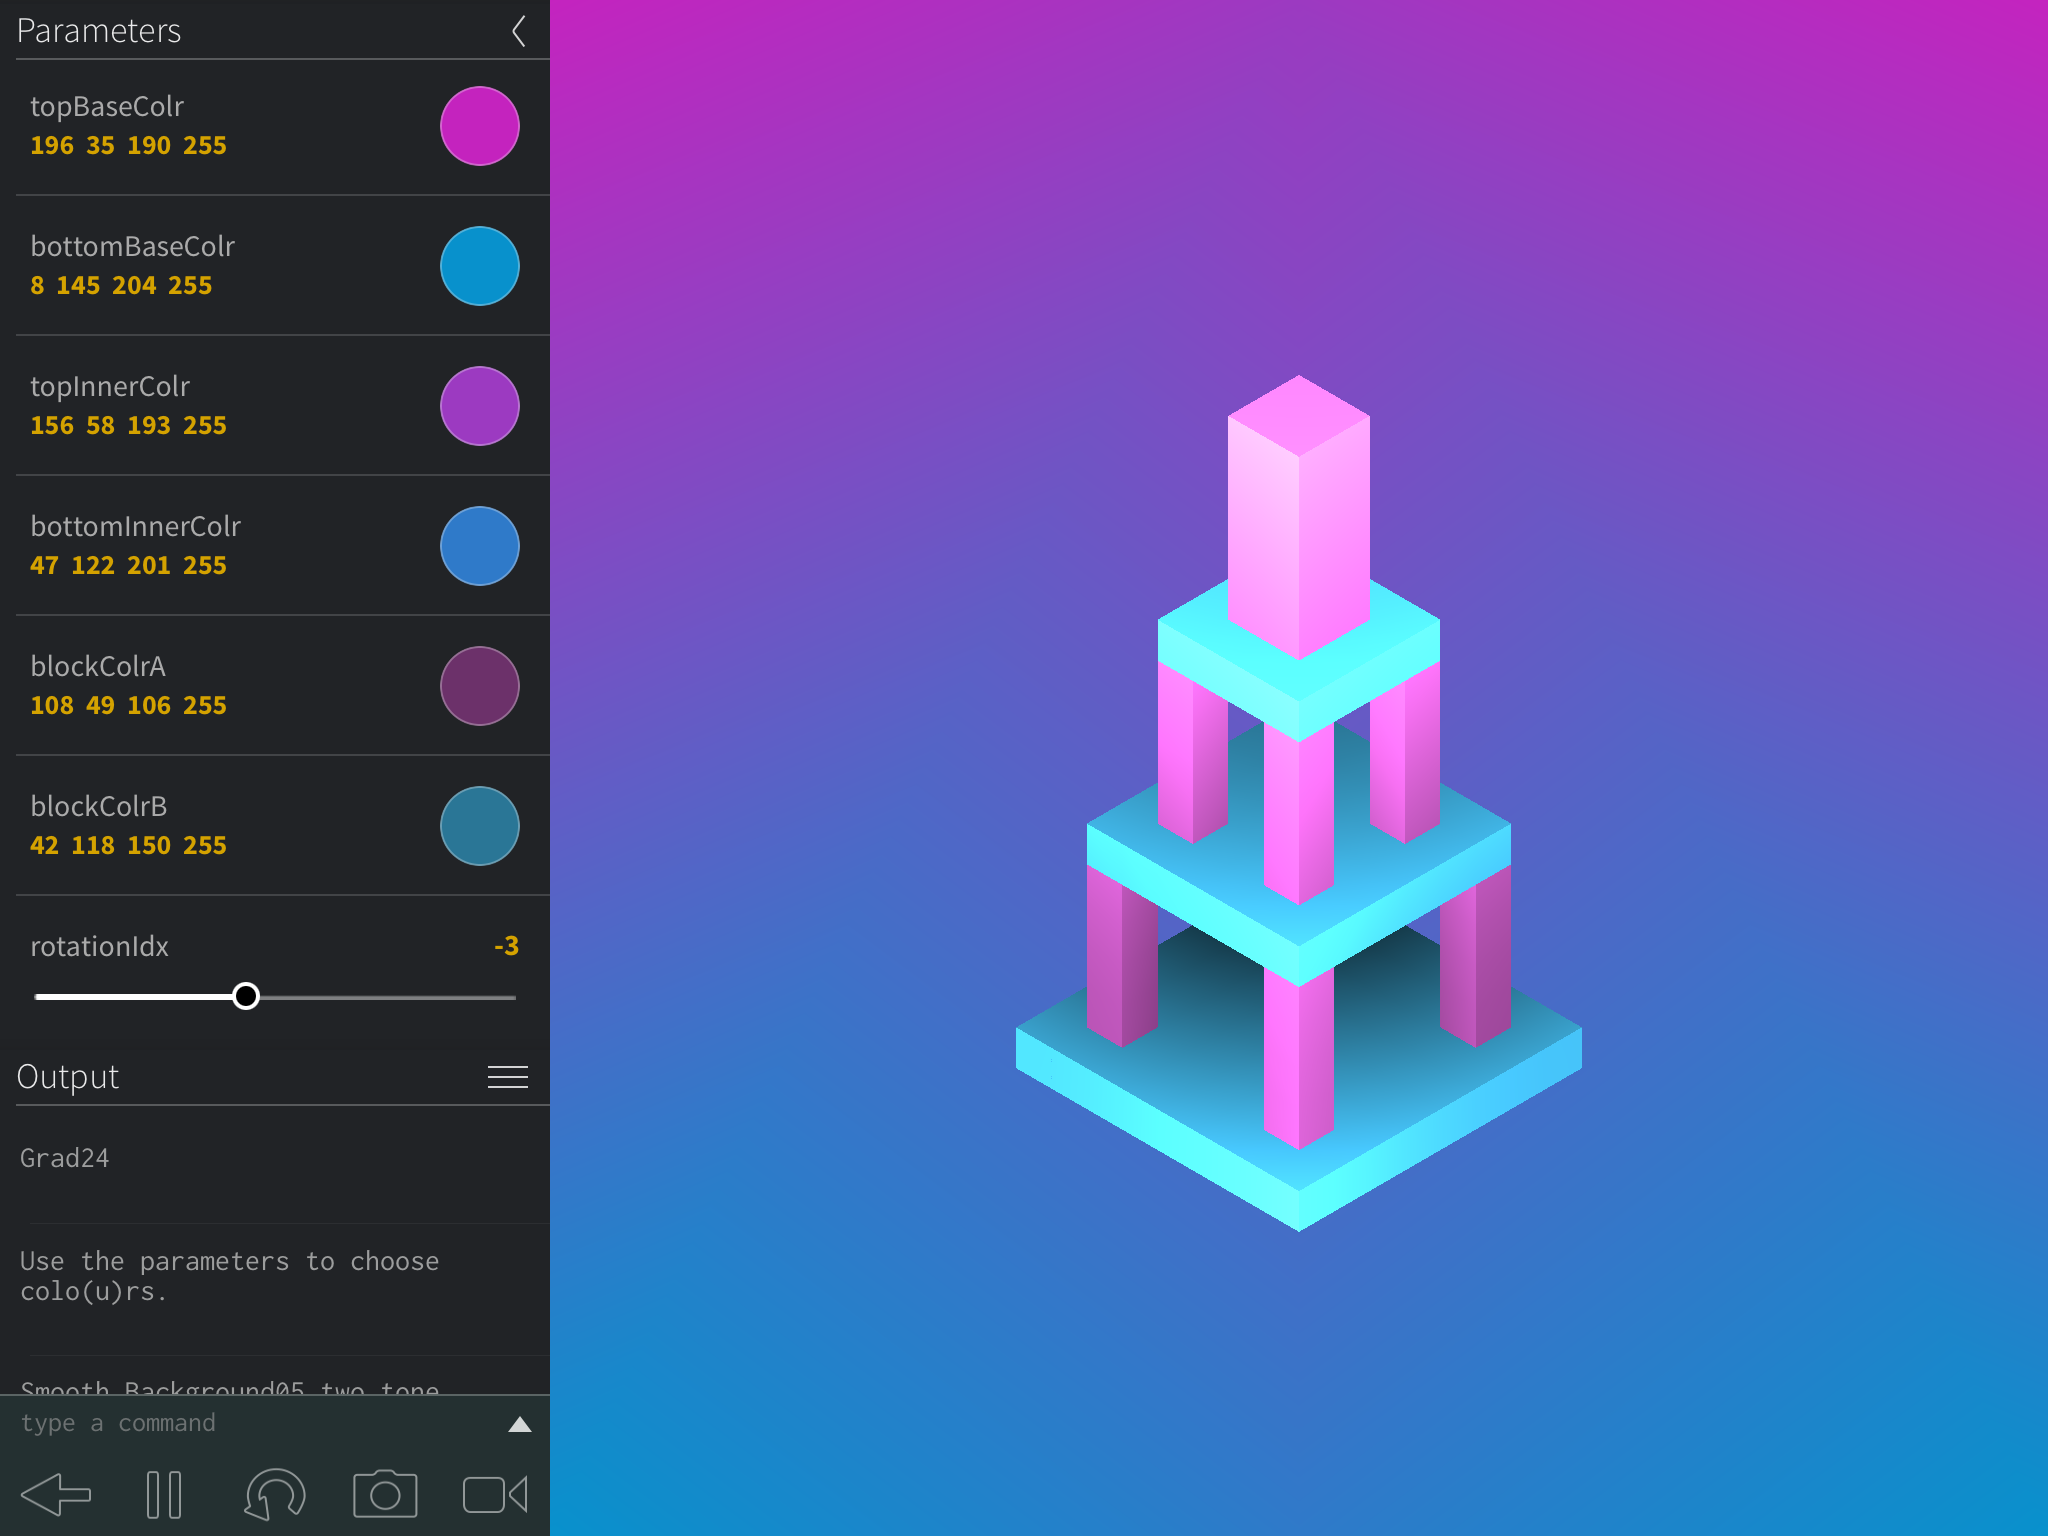 Parameters
topBaseColr
196 35 190 255
bottomBaseColr
8 145 204 255
topInnerColr
156 58 193 255
bottomInnerColr
47 122 201 255
blockColrA
108 49 106 255
blockColrB
42 118 150 255
rotationIdx
-3
Output
Grad24
Use the parameters to choose
colo(u)rs.
Smooth Background05 two tone
type a command